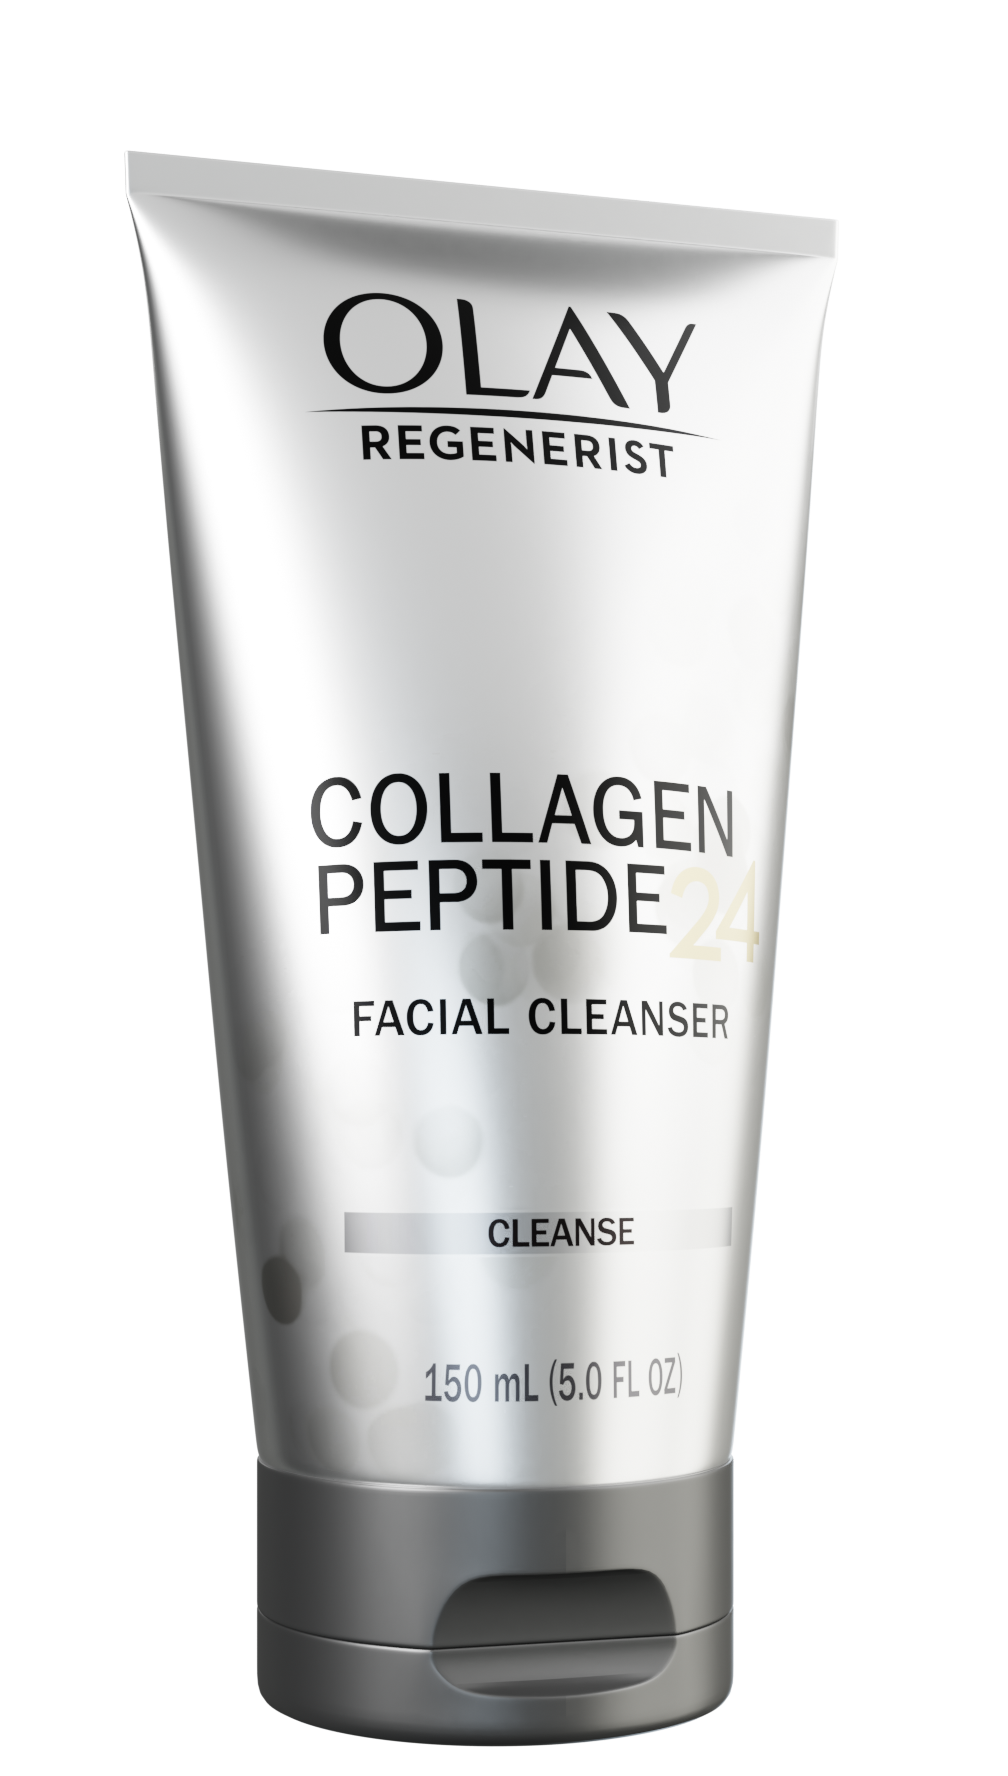 OLAY
REGENERIST
COLLAGEN
PEPTIDE24
FACIAL CLEANSER
CLEANSE
150 mL (5.0 FL OZ)